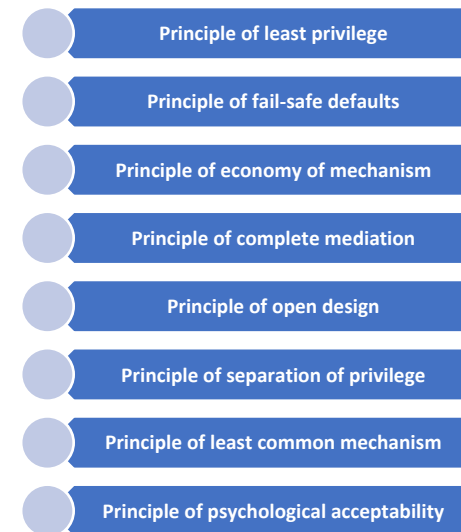 Principle of least privilege
Principle of fail-safe defaults
Principle of economy of mechanism
Principle of complete mediation
Principle of open design
Principle of separation of privilege
Principle of least common mechanism
Principle of psychological acceptability